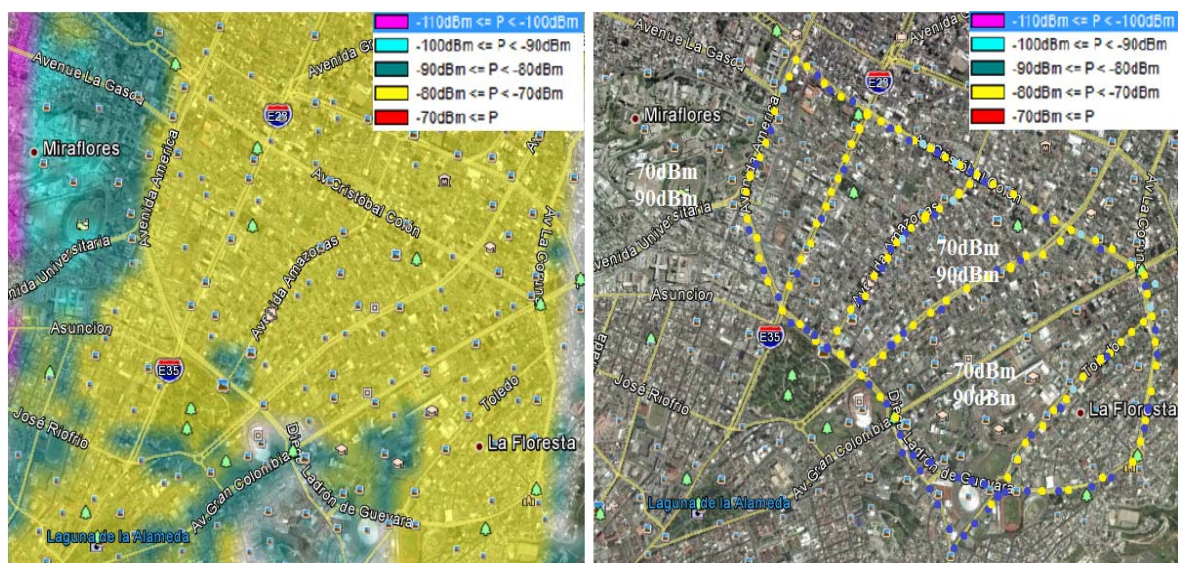 -110dBm <= P < -100dBm
-100dBm <= P < -90dBm
-90dBm <= P < -80dBm
-80dBm <= P < -70dBm
-70dBm <= P
Avenue La Gasca
Avenida
E28
Miraflores
Avenida America
Av Cristóbal Colón
Av La Coruña
Universitaria
Avenida Amazonas
Asuncion
E35
Toledo
José Riofrio
La Floresta
Av Gran Colombia
Ladrón de Guevara
Laguna de la Alameda
-110dBm <= P < -100dBm
-100dBm <= P < -90dBm
-90dBm <= P < -80dBm
-80dBm <= P < -70dBm
-70dBm <= P
Avenue La Gasca
Avenida
E28
Miraflores
-70dBm
-90dBm
Avenida America
Colón
Av La Coruña
Avenida Universitaria
Avenida Amazonas
-70dBm
90dBm
Asuncion
E35
-70dBm
-90dBm
Toledo
José Riofrio
La Floresta
Av Gran Colombia
Ladrón de Guevara
Laguna de la Alameda